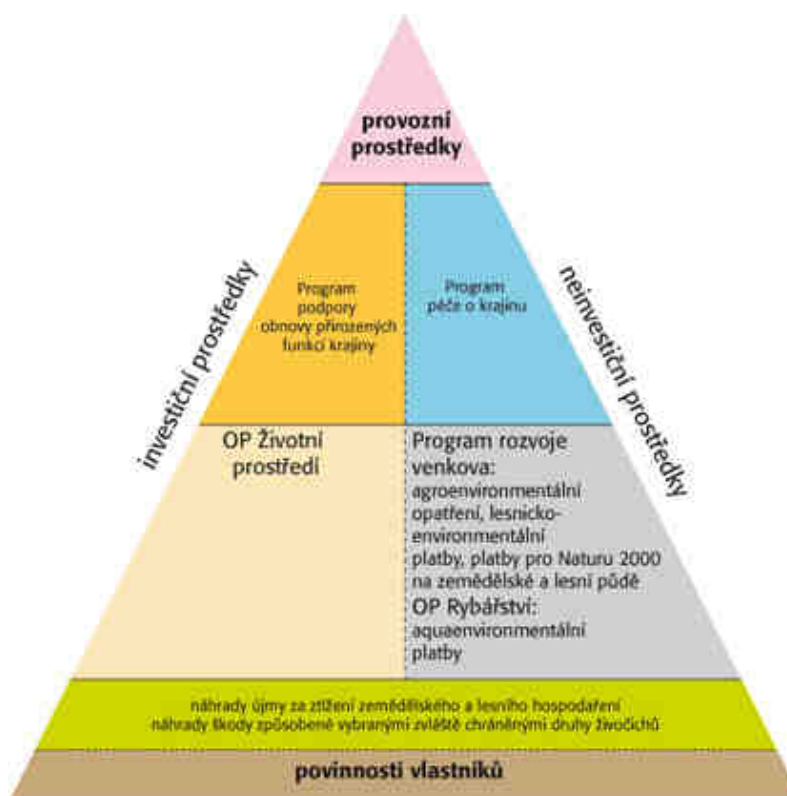 provozní
prostředky
investiční prostředky
neinvestiční prostředky
Program
podpory
obnovy přirozených
funkcí krajiny
Program
péče o krajinu
OP Životní
prostředí
Program rozvoje
venkova:
agroenvironmentální
opatření, lesnicko-
environmentální
platby, platby pro Naturu 2000
na zemědělské a lesní půdě
OP Rybářství:
aquaenvironmentální
platby
náhrady újmy za ztížení zemědělského a lesního hospodaření
náhrady škody způsobené vybranými zvláště chráněnými druhy živočichů
povinnosti vlastníků